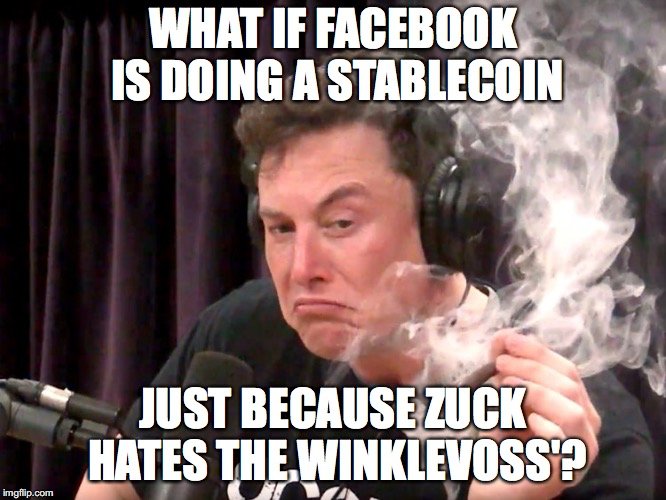 WHAT IF FACEBOOK
IS DOING A STABLECOIN
JUST BECAUSE ZUCK
HATES THE WINKLEVOSS'?
imgflip.com